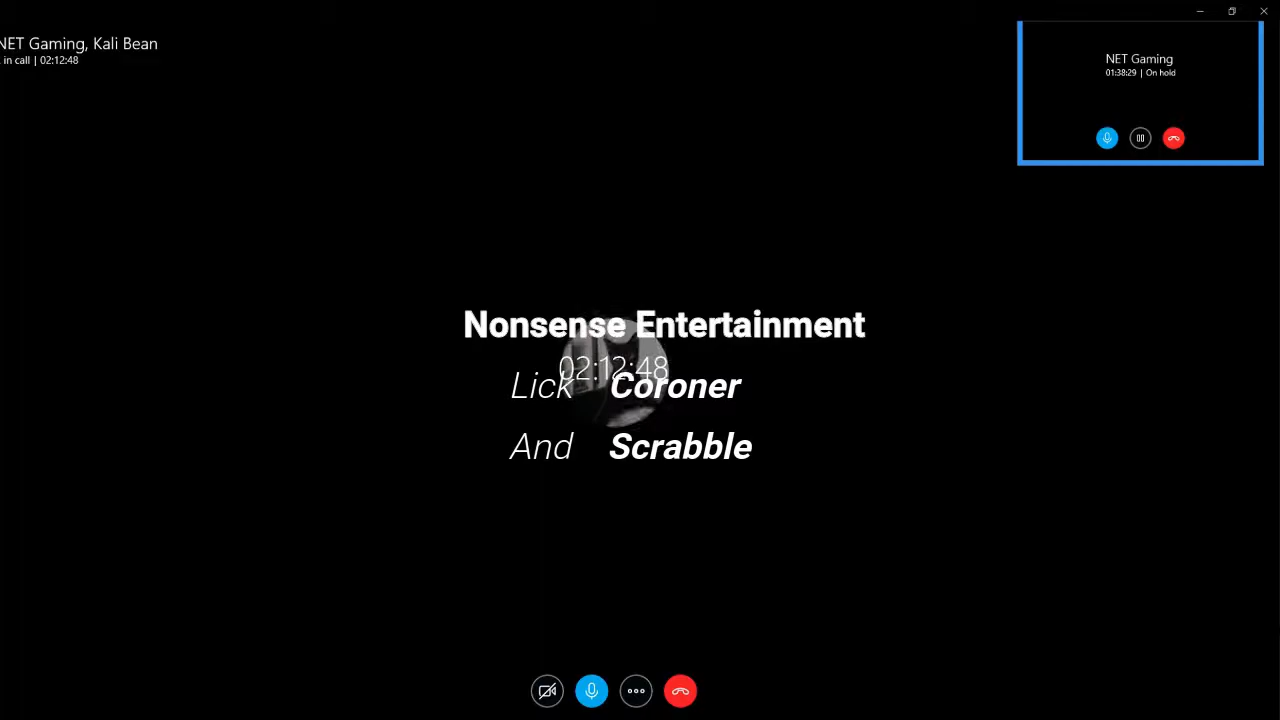 NET Gaming, Kali Bean
in call | 02:12:48
NET Gaming
01:38:29 | On hold
Nonsense Entertainment
02:12:48
Lick Coroner
And Scrabble